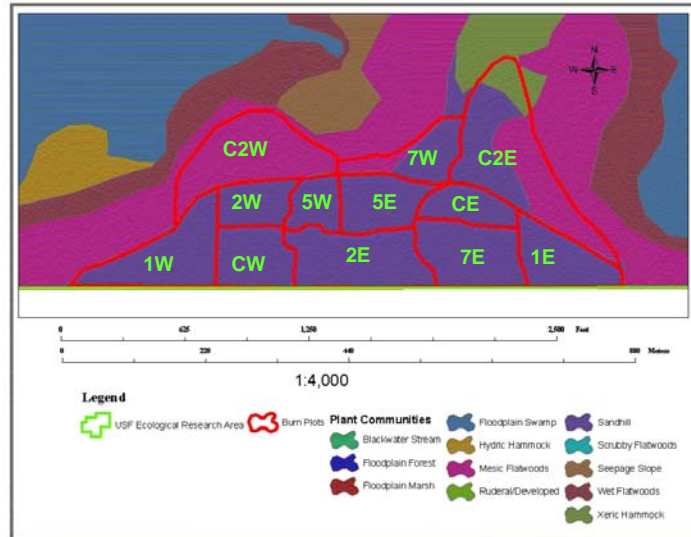 N
W E
S
C2W
7W
C2E
2W
5W
5E
CE
1W
CW
2E
7E
1E
0 625 1,250 2,500 Feet
0 220 440 880 Meters
1:4,000
Legend
USF Ecological Research Area
Burn Plots
Plant Communities
Blackwater Stream
Floodplain Forest
Floodplain Marsh
Floodplain Swamp
Hydric Hammock
Mesic Flatwoods
Ruderal/Developed
Sandhill
Scrubby Flatwoods
Seepage Slope
Wet Flatwoods
Xeric Hammock